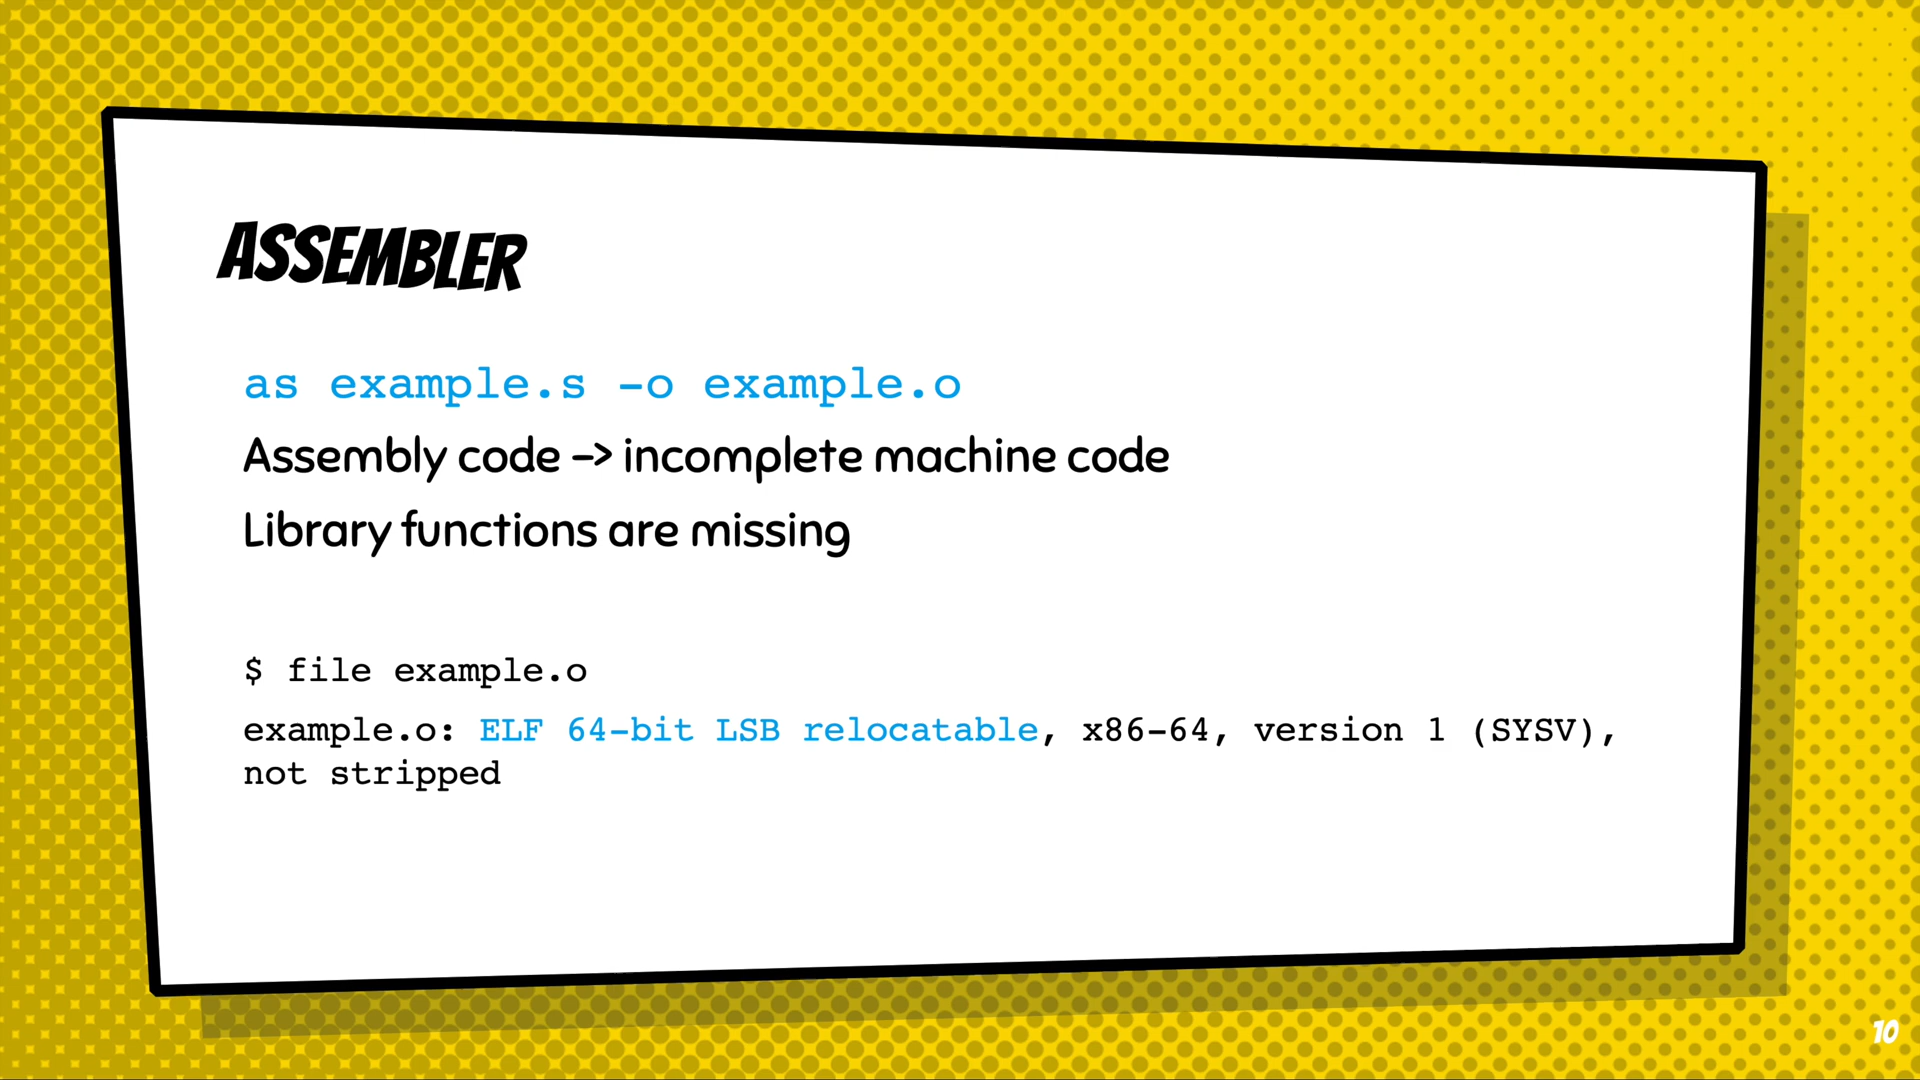 ASSEMBLER
as example.s -o example.o
Assembly code -> incomplete machine code
Library functions are missing
$ file example.o
example.o: ELF 64-bit LSB relocatable, x86-64, version 1 (SYSV),
not stripped
10